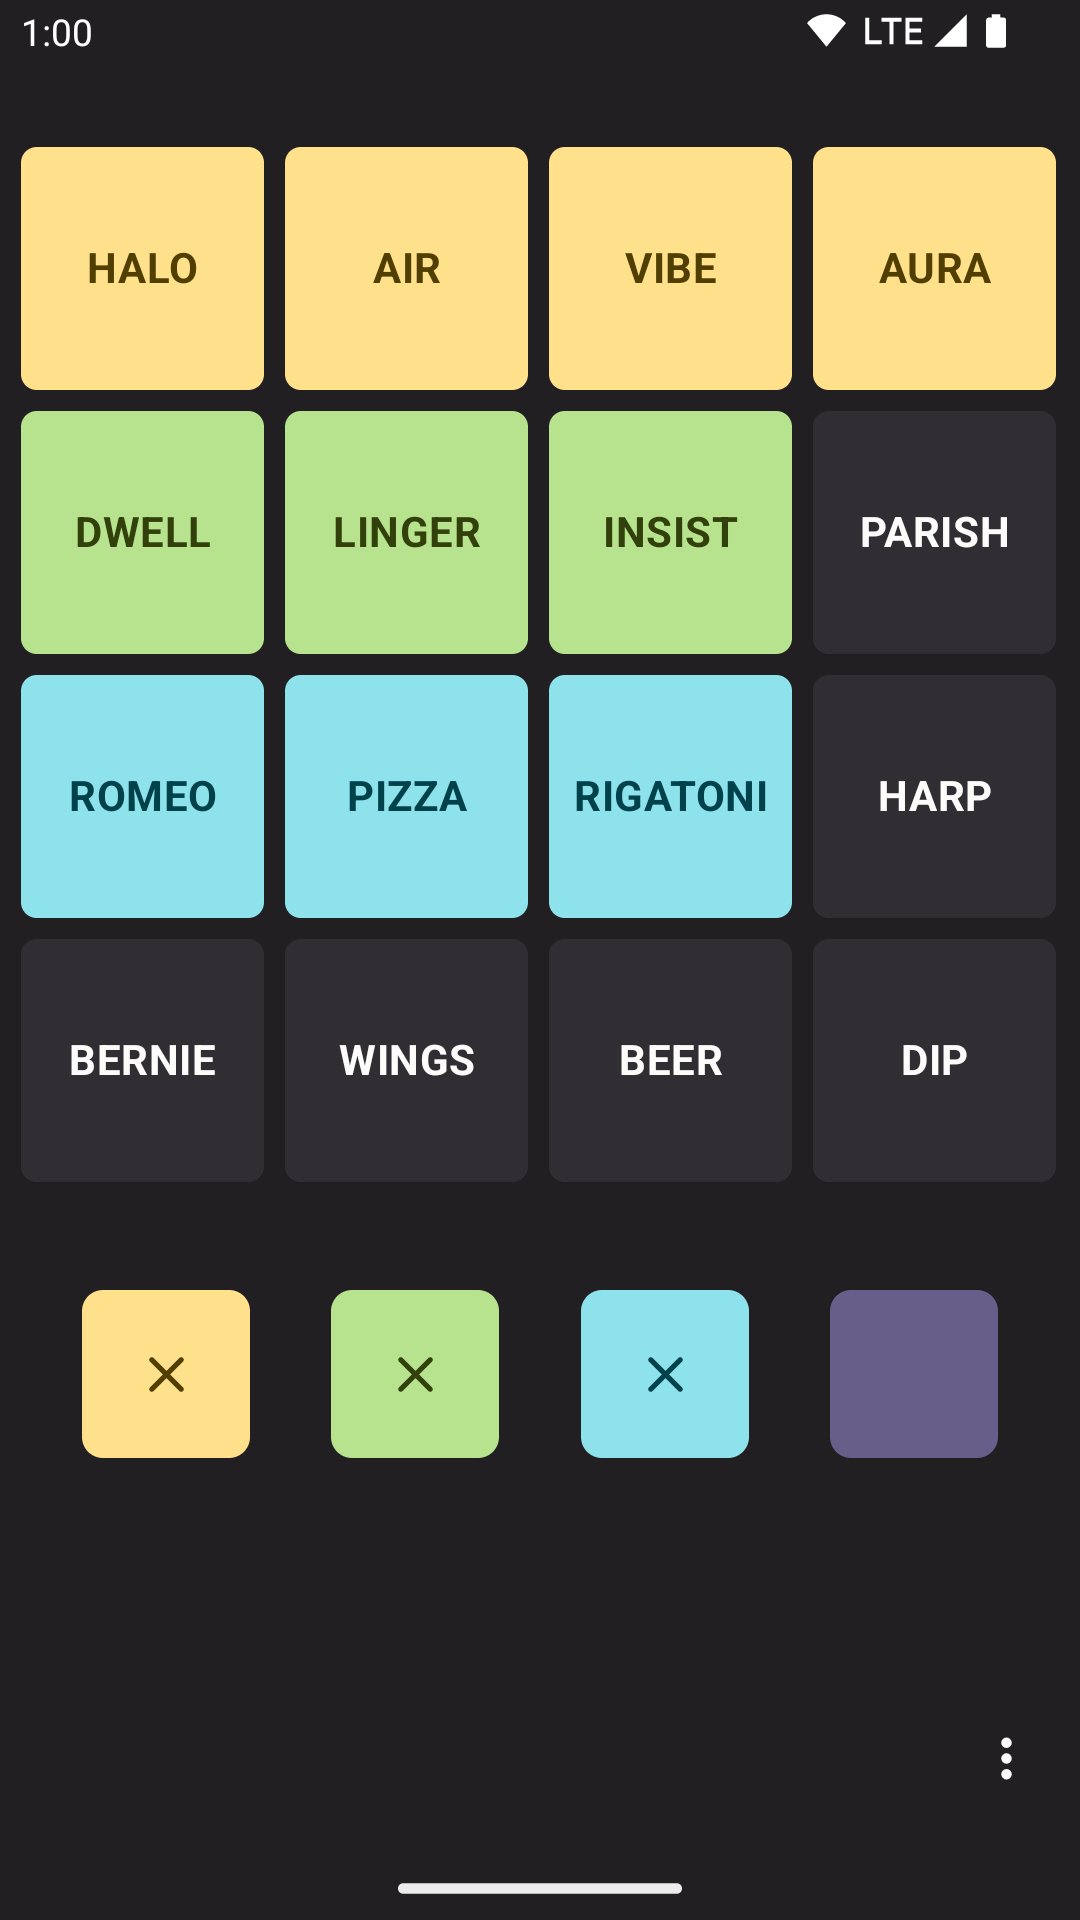 1:00 LTE
HALO AIR VIBE AURA
DWELL LINGER INSIST PARISH
ROMEO PIZZA RIGATONI HARP
BERNIE WINGS BEER DIP